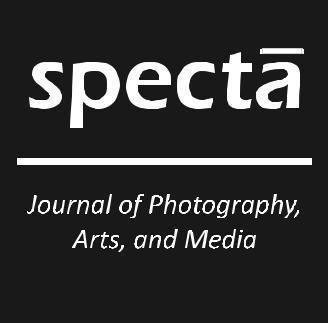 spectā
Journal of Photography,
Arts, and Media